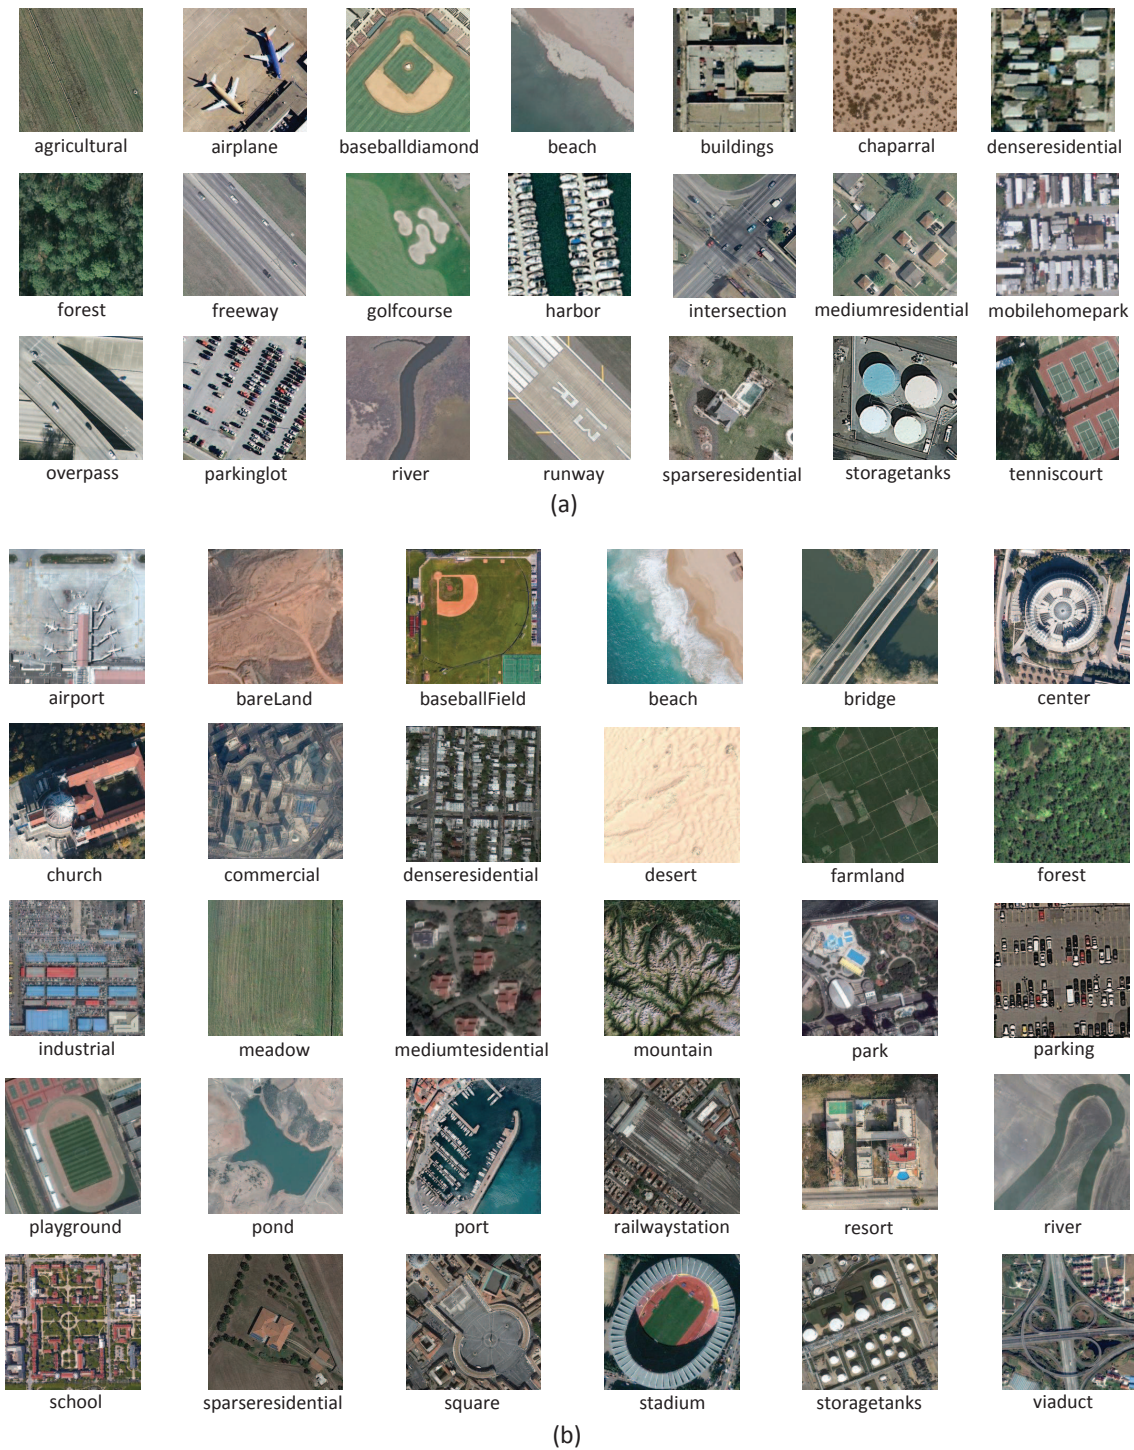 agricultural airplane baseballdiamond beach buildings chaparral denseresidential
forest freeway golfcourse harbor intersection mediumresidential mobilehomepark
overpass parkinglot river runway sparseresidential storagetanks tenniscourt
(a)
airport bareLand baseballField beach bridge center
church commercial denseresidential desert farmland forest
industrial meadow mediumtesidential mountain park parking
playground pond port railwaystation resort river
school sparseresidential square stadium storagetanks viaduct
(b)